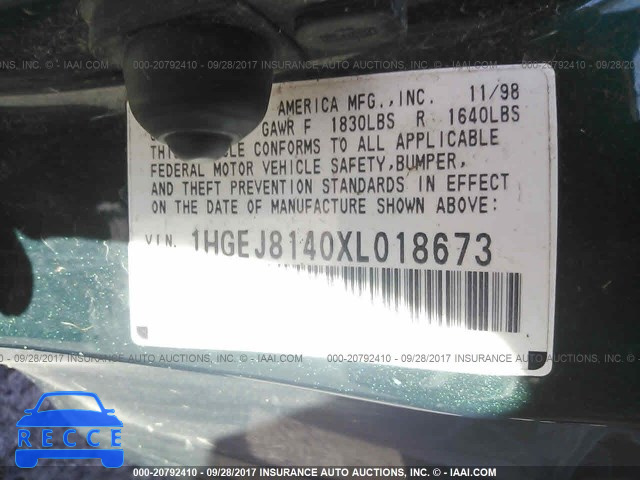 000-20792410 - 09/28/2017 INSURANCE AUTO AUCTIONS, INC. - © IAAI.COM
AMERICA MFG.,INC. 11/98
GAWR F 1830LBS R 1640LBS
CONFORMS TO ALL APPLICABLE
FEDERAL MOTOR VEHICLE SAFETY,BUMPER,
AND THEFT PREVENTION STANDARDS IN EFFECT
ON THE DATE OF MANUFACTURE SHOWN ABOVE:
V.I.N. 1HGEJ8140XL018673
000-20792410 - 09/28/2017 INSURANCE AUTO AUCTIONS, INC. - © IAAI.COM
RECCE
000-20792410 - 09/28/2017 INSURANCE AUTO AUCTIONS, INC. - © IAAI.COM